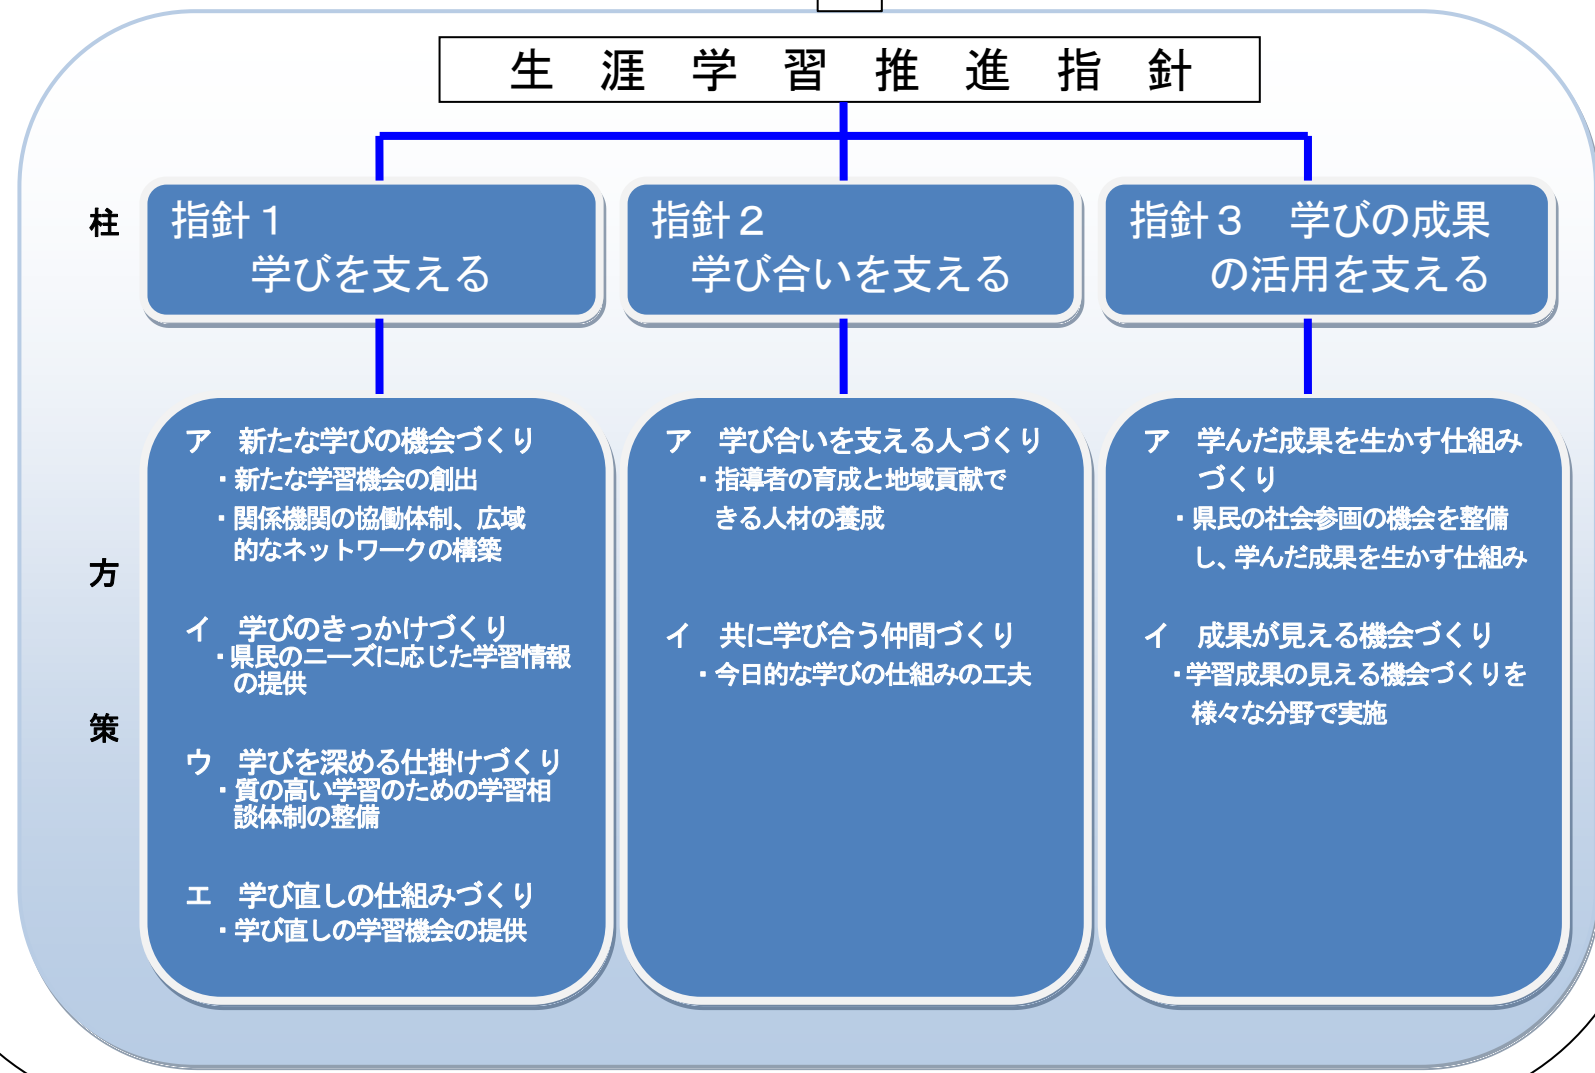 生　涯　学　習　推　進　指　針
柱
指針１
学びを支える
指針２
学び合いを支える
指針３　学びの成果
の活用を支える
方
策
ア　新たな学びの機会づくり
・新たな学習機会の創出
・関係機関の協働体制、広域
的なネットワークの構築
イ　学びのきっかけづくり
・県民のニーズに応じた学習情報
の提供
ウ　学びを深める仕掛けづくり
・質の高い学習のための学習相
談体制の整備
エ　学び直しの仕組みづくり
・学び直しの学習機会の提供
ア　学び合いを支える人づくり
・指導者の育成と地域貢献で
きる人材の養成
イ　共に学び合う仲間づくり
・今日的な学びの仕組みの工夫
ア　学んだ成果を生かす仕組み
づくり
・県民の社会参画の機会を整備
し、学んだ成果を生かす仕組み
イ　成果が見える機会づくり
・学習成果の見える機会づくりを
様々な分野で実施